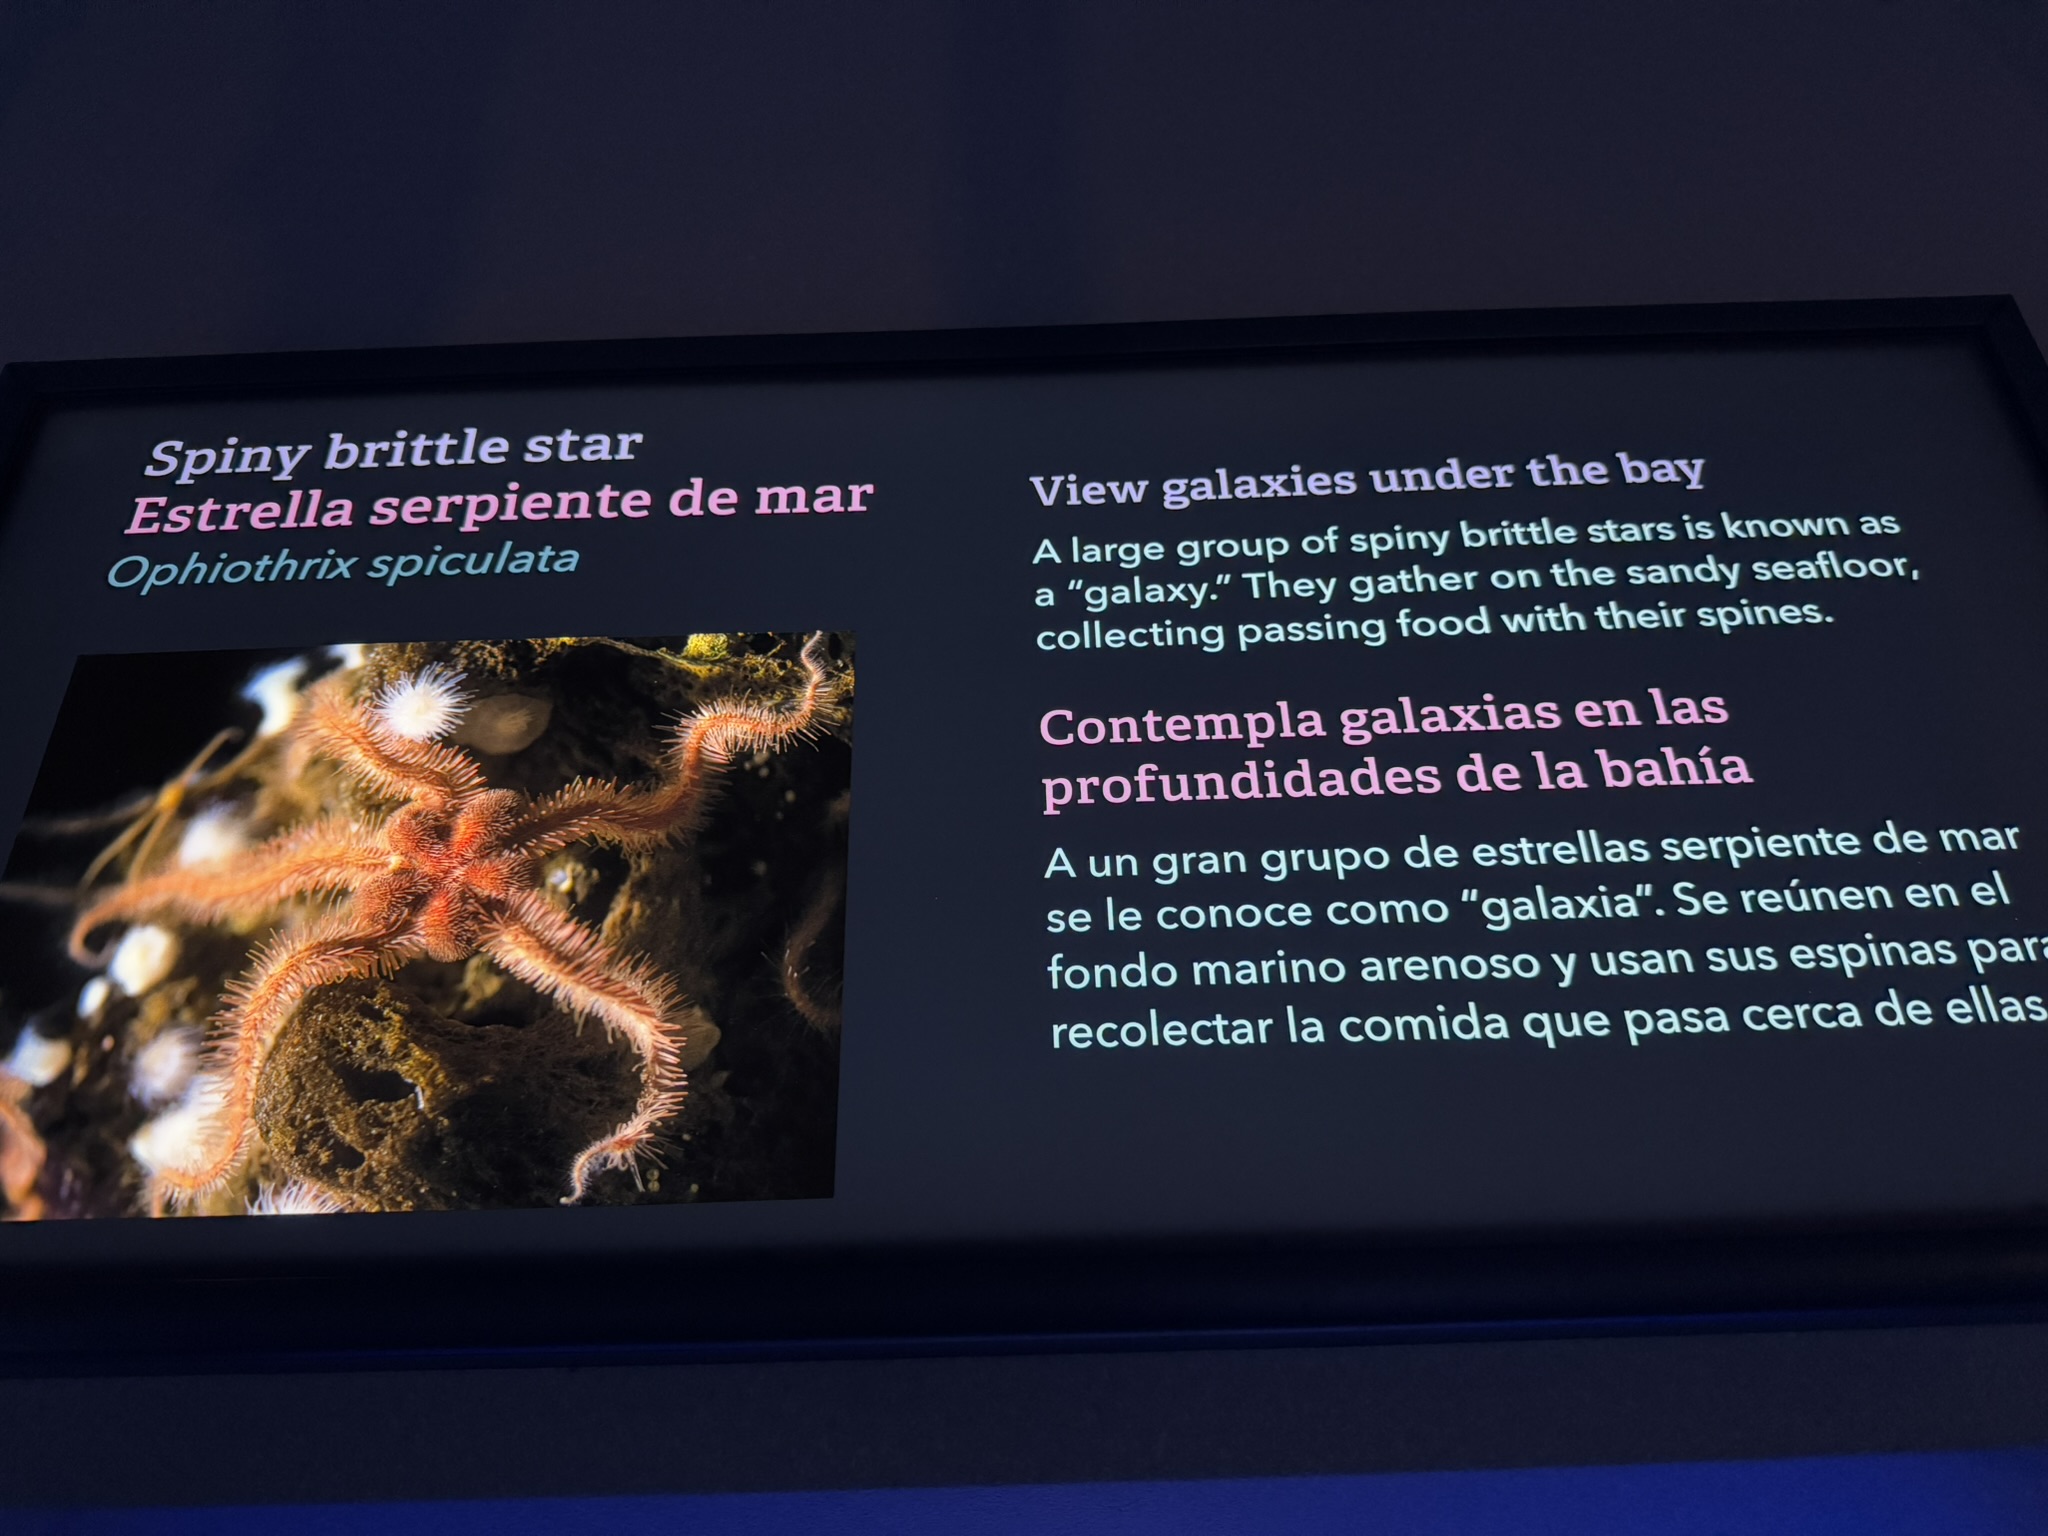 Spiny brittle star
Estrella serpiente de mar
Ophiothrix spiculata
View galaxies under the bay
A large group of spiny brittle stars is known as
a “galaxy.” They gather on the sandy seafloor,
collecting passing food with their spines.
Contempla galaxias en las
profundidades de la bahía
A un gran grupo de estrellas serpiente de mar
se le conoce como “galaxia”. Se reúnen en el
fondo marino arenoso y usan sus espinas para
recolectar la comida que pasa cerca de ellas